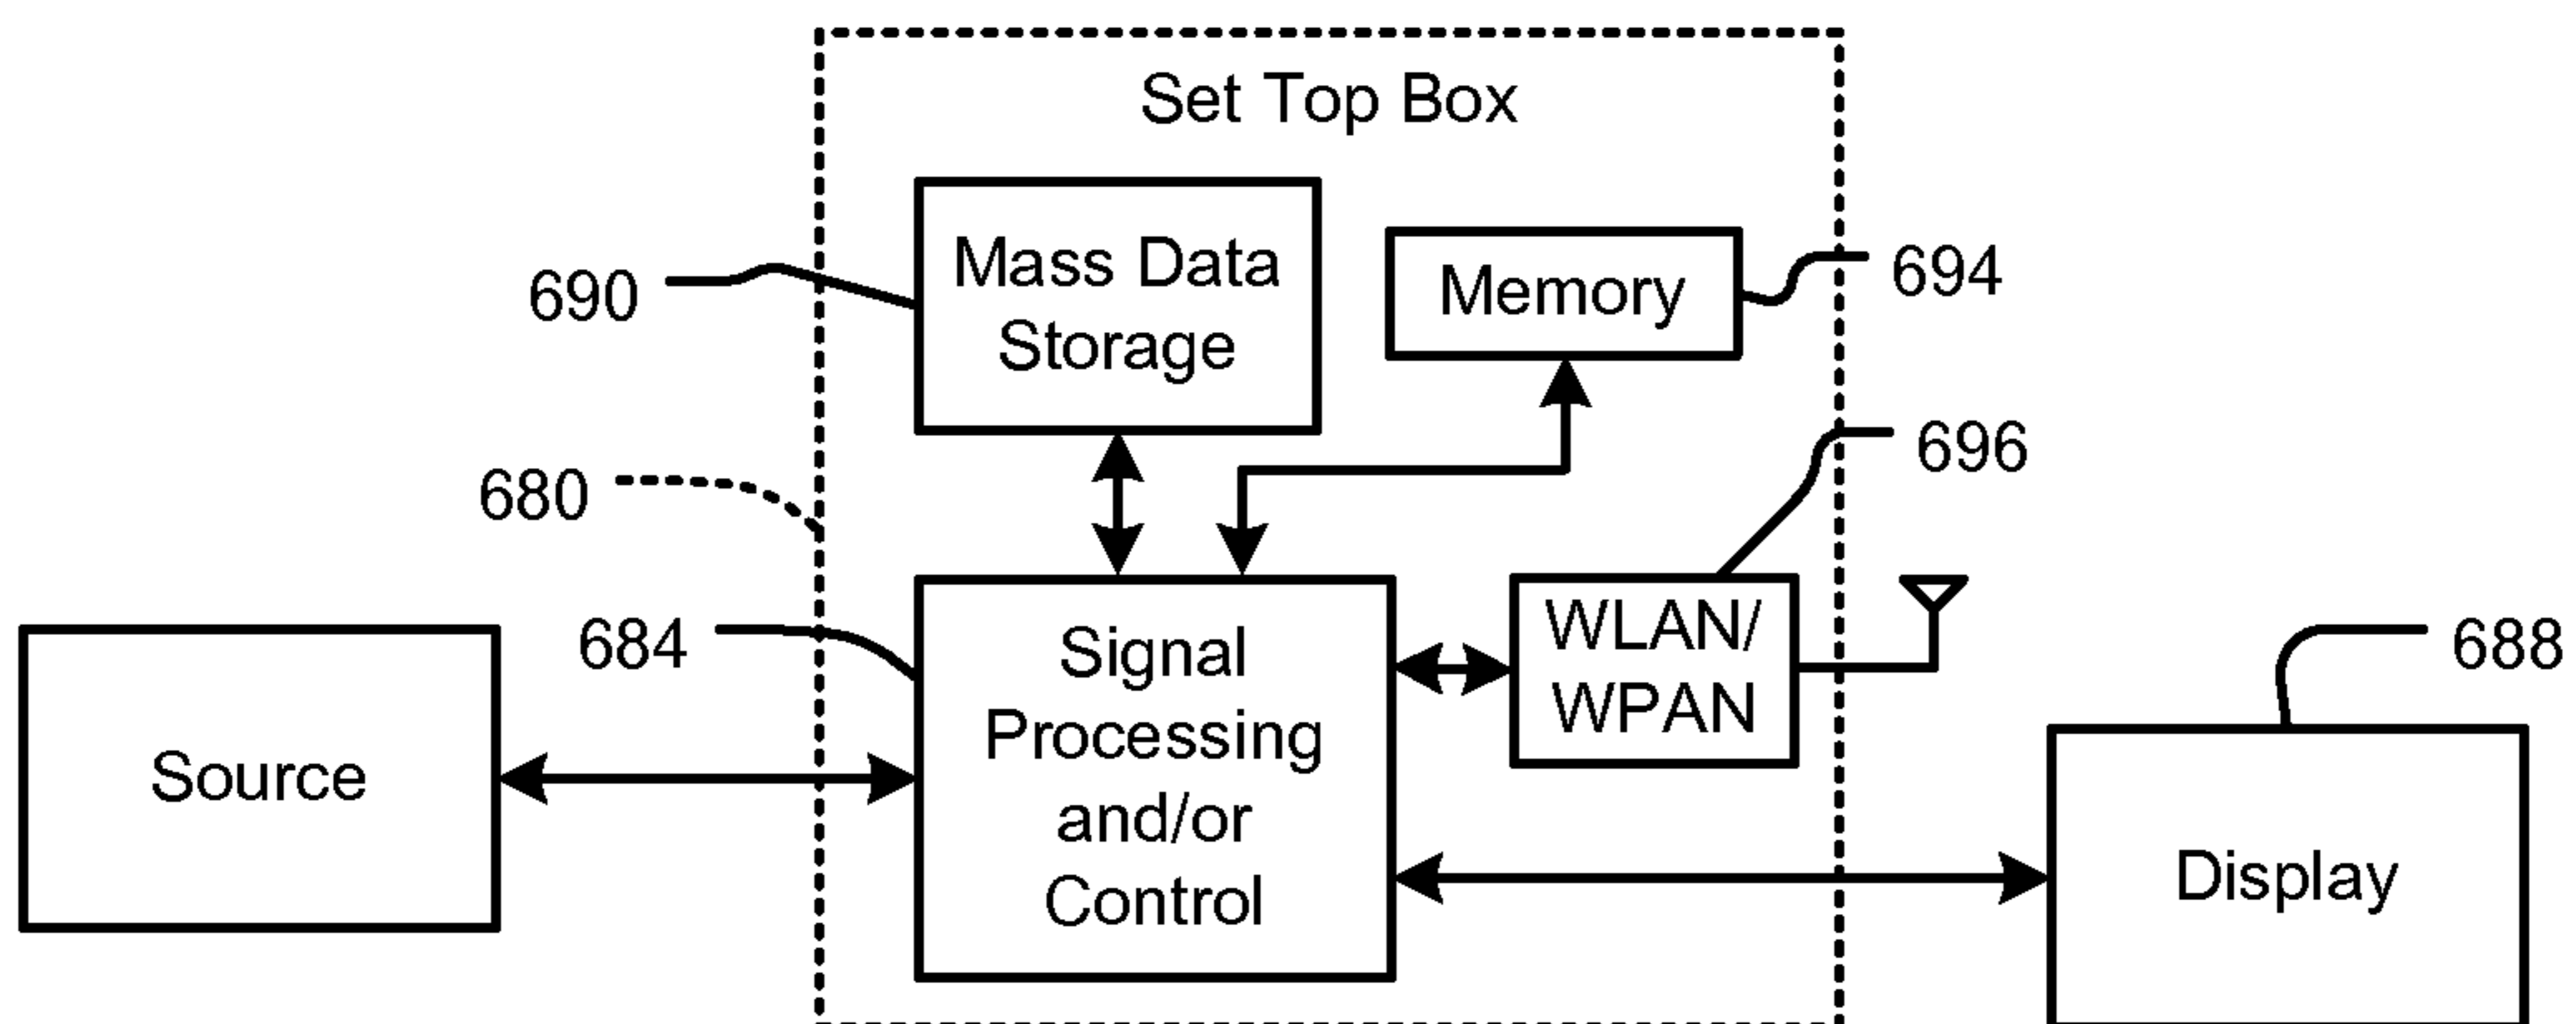 Set Top Box
690
Mass Data
Storage
Memory
694
680
696
684
Source
Signal
Processing
and/or
Control
WLAN/
WPAN
688
Display